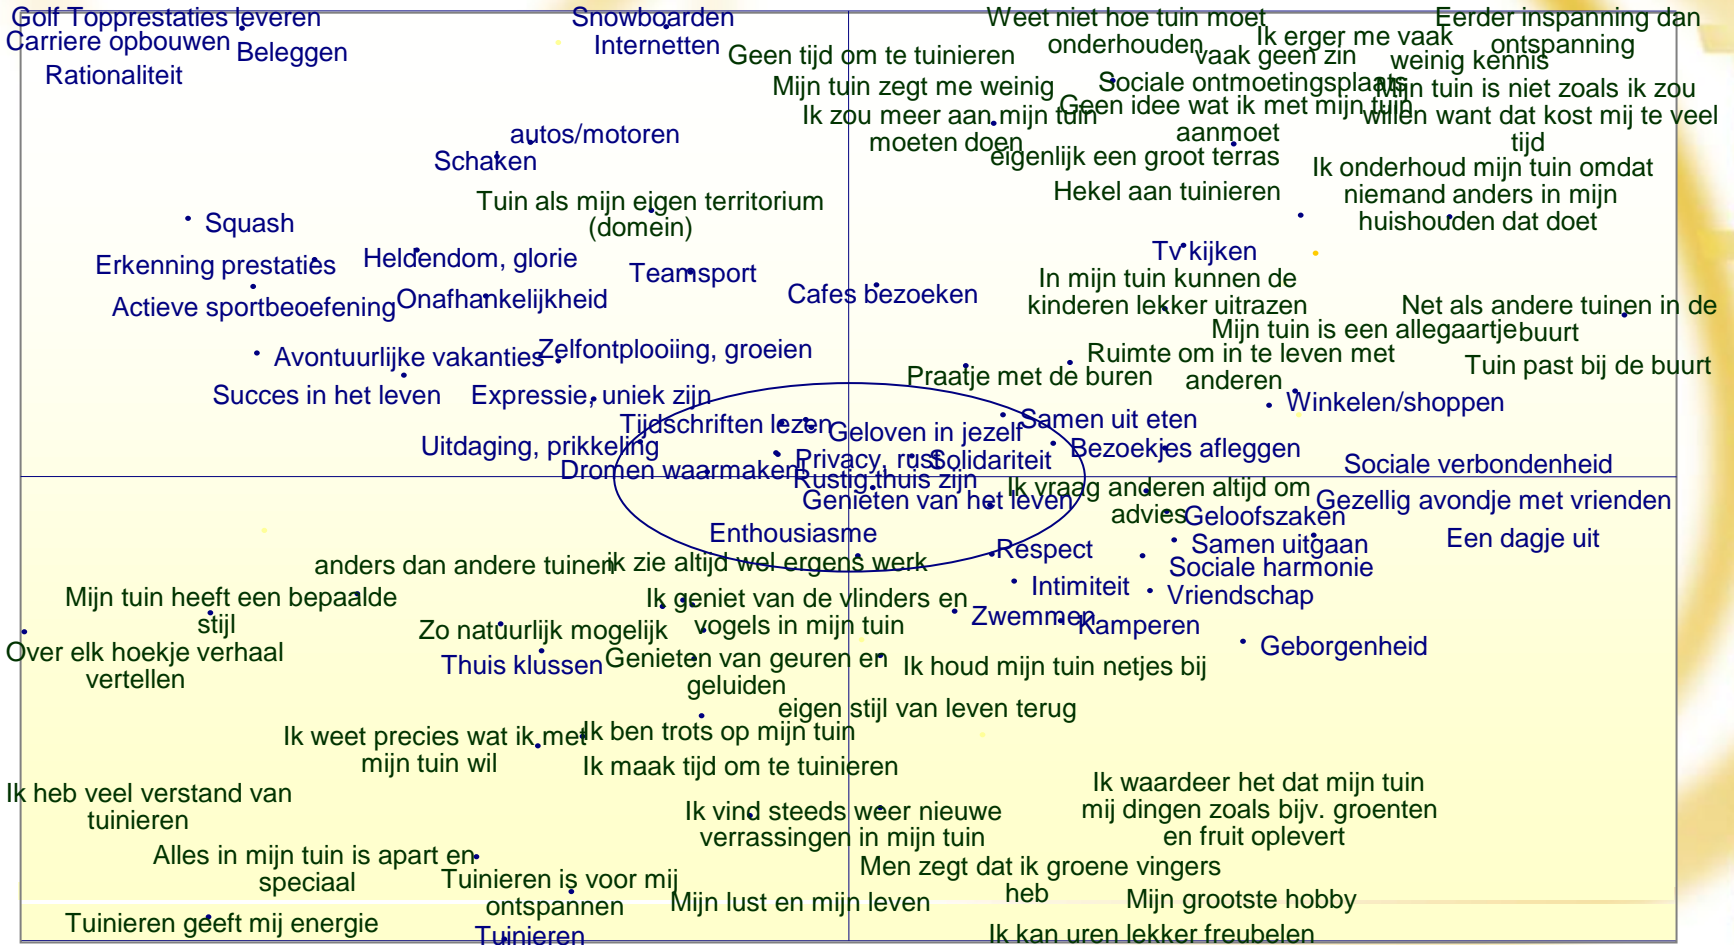 Golf Topprestaties leveren
Carriere opbouwen
Beleggen
Rationaliteit
Snowboarden
Internetten
Geen tijd om te tuinieren
Mijn tuin zegt me weinig
Ik zou meer aan mijn tuin
moeten doen
Weet niet hoe tuin moet
onderhouden
Ik erger me vaak
vaak geen zin
Eerder inspanning dan
ontspanning
weinig kennis
Sociale ontmoetingsplaats
Geen idee wat ik met mijn tuin
aanmoet
Mijn tuin is niet zoals ik zou
willen want dat kost mij te veel
tijd
eigenlijk een groot terras
Hekel aan tuinieren
Ik onderhoud mijn tuin omdat
niemand anders in mijn
huishouden dat doet
autos/motoren
Schaken
Tuin als mijn eigen territorium
(domein)
Squash
Erkenning prestaties
Heldendom, glorie
Teamsport
Actieve sportbeoefening
Onafhankelijkheid
Cafes bezoeken
Tv kijken
In mijn tuin kunnen de
kinderen lekker uitrazen
Net als andere tuinen in de
buurt
Mijn tuin is een allegaartje
Avontuurlijke vakanties
Zelfontplooiing, groeien
Ruimte om in te leven met
anderen
Tuin past bij de buurt
Praatje met de buren
Succes in het leven
Expressie, uniek zijn
Winkelen/shoppen
Tijdschriften lezen
Geloven in jezelf
Samen uit eten
Uitdaging, prikkeling
Privacy, rust
Solidariteit
Bezoekjes afleggen
Dromen waarmaken
Rustig thuis zijn
Sociale verbondenheid
Genieten van het leven
Ik vraag anderen altijd om
advies
Gezellig avondje met vrienden
Geloofszaken
Enthousiasme
Respect
Samen uitgaan
Een dagje uit
anders dan andere tuinen
ik zie altijd wel ergens werk
Sociale harmonie
Intimiteit
Vriendschap
Mijn tuin heeft een bepaalde
stijl
Ik geniet van de vlinders en
vogels in mijn tuin
Zwemmen
Kamperen
Zo natuurlijk mogelijk
Geborgenheid
Over elk hoekje verhaal
vertellen
Thuis klussen
Genieten van geuren en
geluiden
Ik houd mijn tuin netjes bij
eigen stijl van leven terug
Ik weet precies wat ik met
mijn tuin wil
Ik ben trots op mijn tuin
Ik maak tijd om te tuinieren
Ik heb veel verstand van
tuinieren
Ik vind steeds weer nieuwe
verrassingen in mijn tuin
Ik waardeer het dat mijn tuin
mij dingen zoals bijv. groenten
en fruit oplevert
Alles in mijn tuin is apart en
speciaal
Tuinieren is voor mij
ontspannen
Men zegt dat ik groene vingers
heb
Mijn lust en mijn leven
Mijn grootste hobby
Tuinieren geeft mij energie
Tuinieren
Ik kan uren lekker freubelen